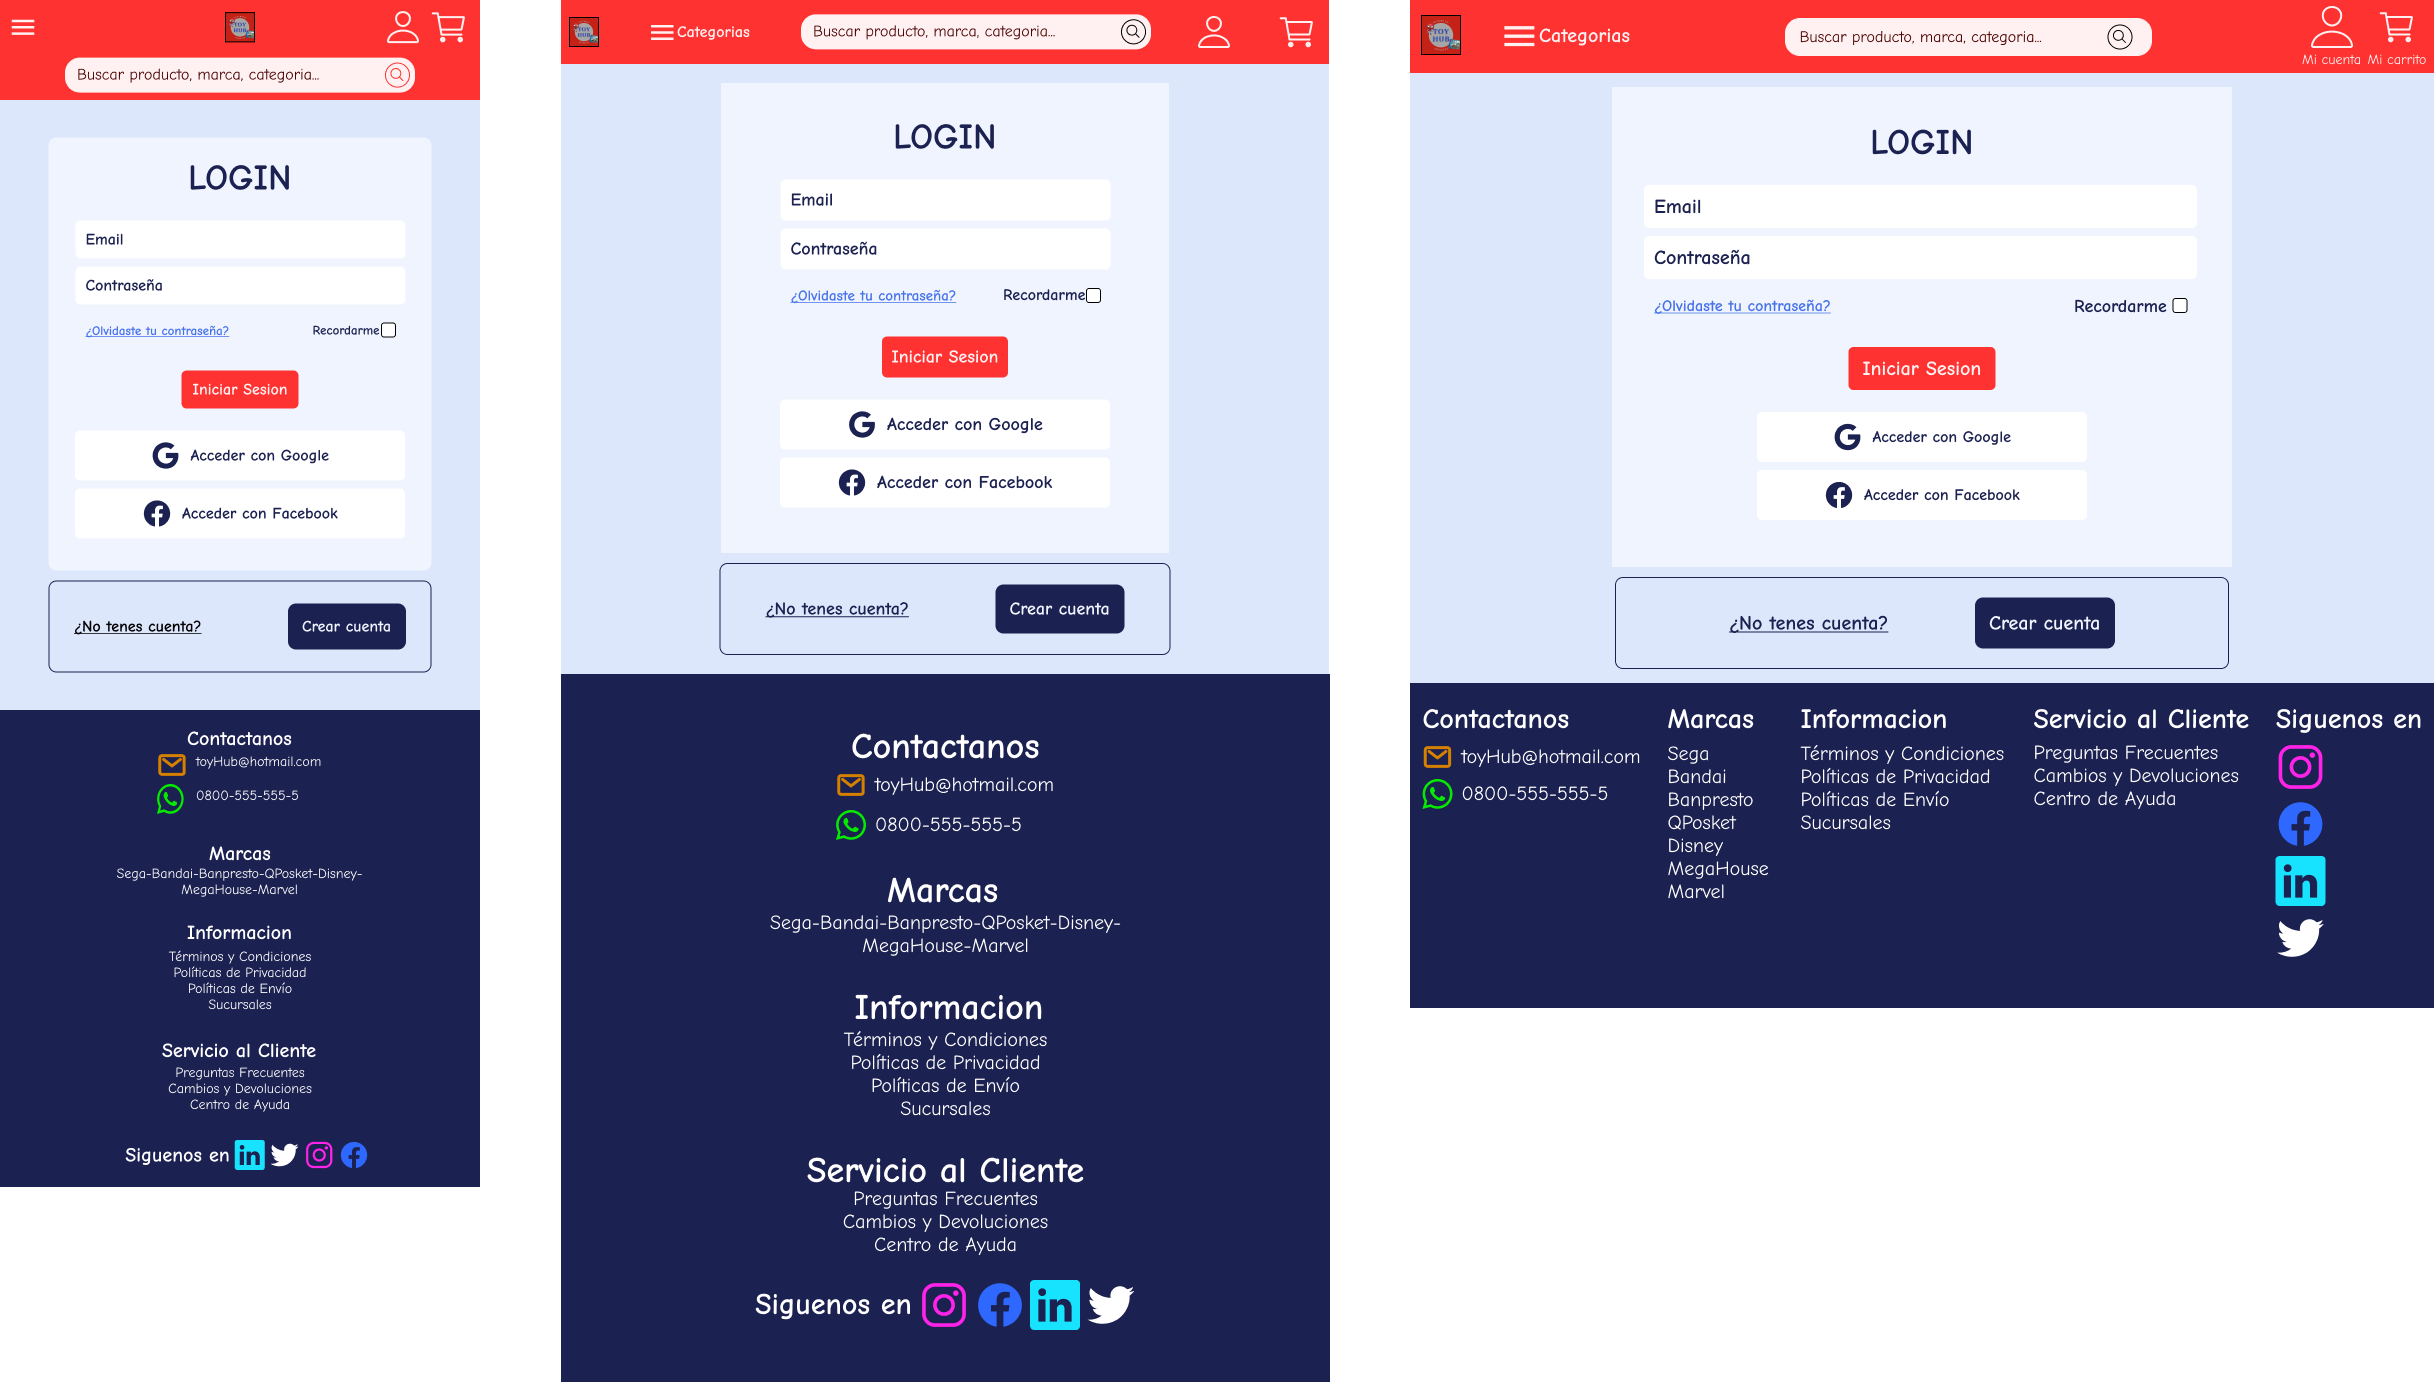 TOY
HUB
Buscar producto, marca, categoria...
LOGIN
Email
Contraseña
¿Olvidaste tu contraseña?
Recordarme
Iniciar Sesion
Acceder con Google
Acceder con Facebook
¿No tenes cuenta?
Crear cuenta
Contactanos
toyHub@hotmail.com
0800-555-555-5
Marcas
Sega-Bandai-Banpresto-QPosket-Disney-
MegaHouse-Marvel
Informacion
Términos y Condiciones
Políticas de Privacidad
Políticas de Envío
Sucursales
Servicio al Cliente
Preguntas Frecuentes
Cambios y Devoluciones
Centro de Ayuda
Siguenos en
TOY
HUB
Categorias
Buscar producto, marca, categoria...
LOGIN
Email
Contraseña
¿Olvidaste tu contraseña?
Recordarme
Iniciar Sesion
Acceder con Google
Acceder con Facebook
¿No tenes cuenta?
Crear cuenta
Contactanos
toyHub@hotmail.com
0800-555-555-5
Marcas
Sega-Bandai-Banpresto-QPosket-Disney-
MegaHouse-Marvel
Informacion
Términos y Condiciones
Políticas de Privacidad
Políticas de Envío
Sucursales
Servicio al Cliente
Preguntas Frecuentes
Cambios y Devoluciones
Centro de Ayuda
Siguenos en
TOY
HUB
Categorias
Buscar producto, marca, categoria...
Mi cuenta
Mi carrito
LOGIN
Email
Contraseña
¿Olvidaste tu contraseña?
Recordarme
Iniciar Sesion
Acceder con Google
Acceder con Facebook
¿No tenes cuenta?
Crear cuenta
Contactanos
toyHub@hotmail.com
0800-555-555-5
Marcas
Sega
Bandai
Banpresto
QPosket
Disney
MegaHouse
Marvel
Informacion
Términos y Condiciones
Políticas de Privacidad
Políticas de Envío
Sucursales
Servicio al Cliente
Preguntas Frecuentes
Cambios y Devoluciones
Centro de Ayuda
Siguenos en